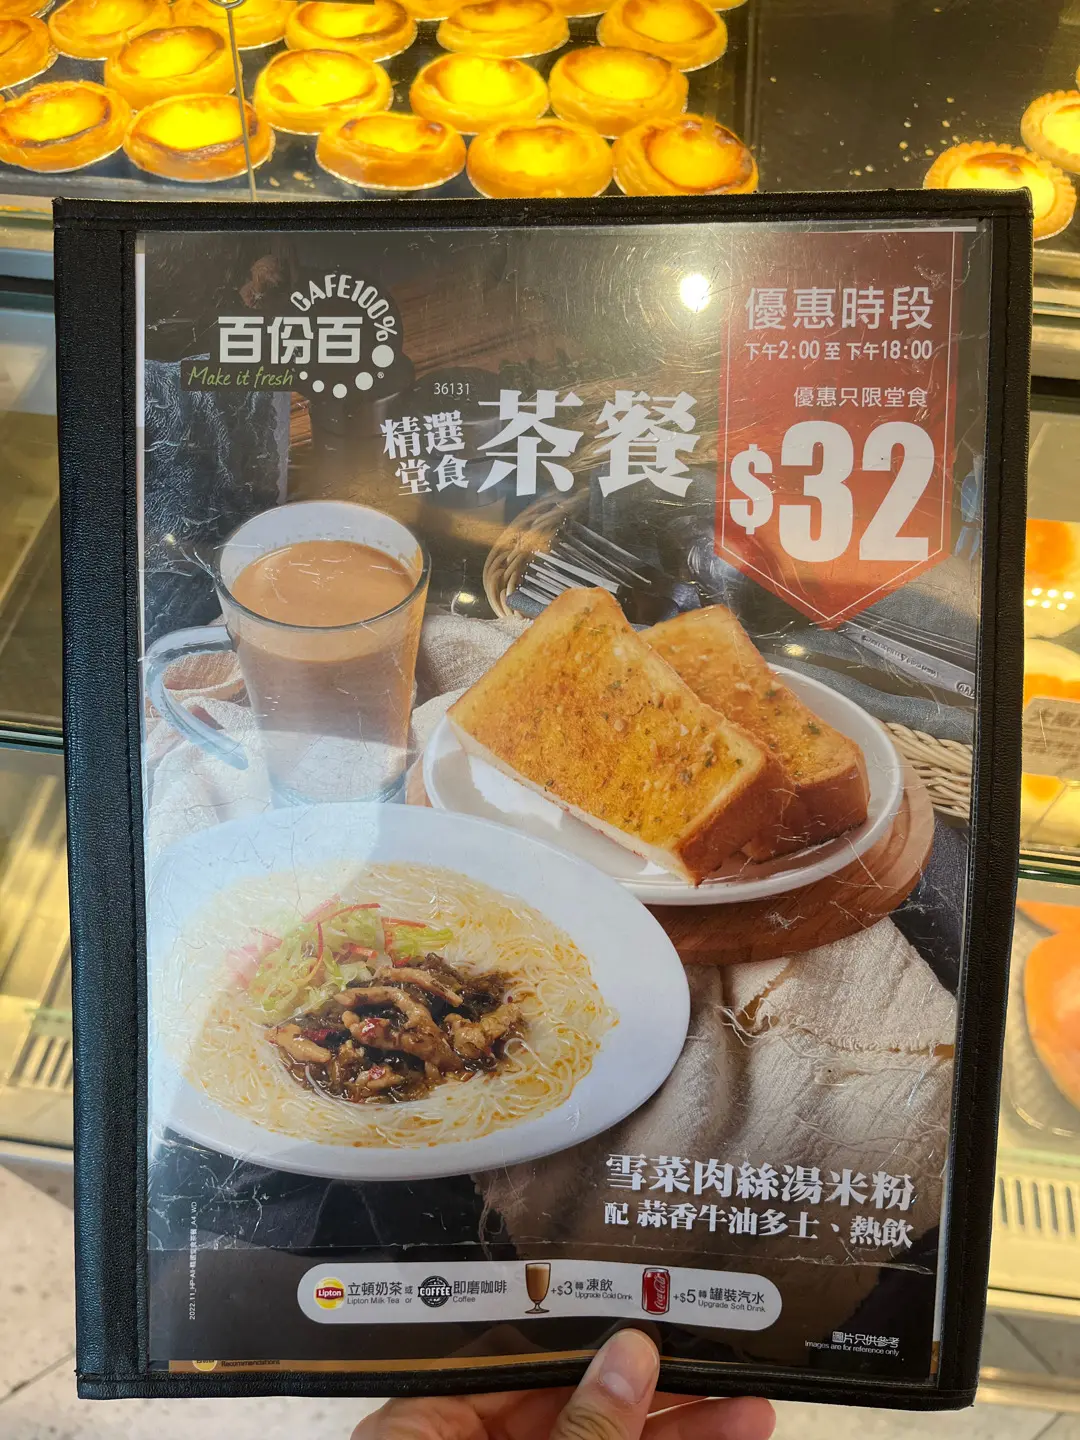 CAFE100%
百份百
Make it fresh
優惠時段
下午2:00 至 下午18:00
優惠只限堂食
$32
36131
精選
堂食
茶餐
雪菜肉絲湯米粉
配 蒜香牛油多士、熱飲
Lipton 立頓奶茶 或 COFFEE 即磨咖啡 +$3轉凍飲 +$5轉罐裝汽水
Lipton Milk Tea or Coffee Upgrade Cold Drink Upgrade Soft Drink
圖片只供參考
Images are for reference only
Recommendations